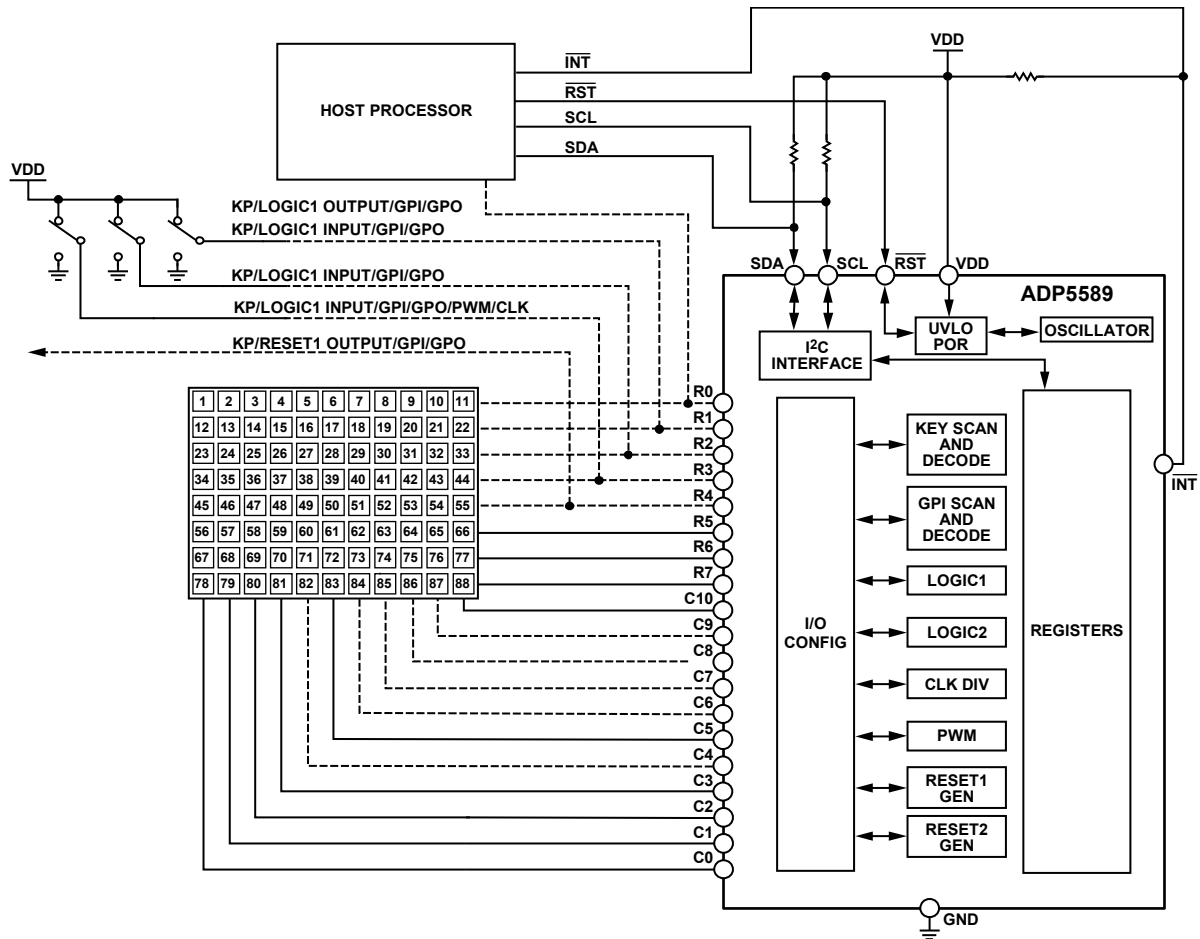 INT
RST
SCL
SDA
HOST PROCESSOR
VDD
VDD
KP/LOGIC1 OUTPUT/GPI/GPO
KP/LOGIC1 INPUT/GPI/GPO
KP/LOGIC1 INPUT/GPI/GPO
KP/LOGIC1 INPUT/GPI/GPO/PWM/CLK
KP/RESET1 OUTPUT/GPI/GPO
SDA SCL RST VDD
ADP5589
I2C
INTERFACE
UVLO
POR
OSCILLATOR
1 2 3 4 5 6 7 8 9 10 11
12 13 14 15 16 17 18 19 20 21 22
23 24 25 26 27 28 29 30 31 32 33
34 35 36 37 38 39 40 41 42 43 44
45 46 47 48 49 50 51 52 53 54 55
56 57 58 59 60 61 62 63 64 65 66
67 68 69 70 71 72 73 74 75 76 77
78 79 80 81 82 83 84 85 86 87 88
R0
R1
R2
R3
R4
R5
R6
R7
C10
C9
C8
C7
C6
C5
C4
C3
C2
C1
C0
I/O
CONFIG
KEY SCAN
AND
DECODE
GPI SCAN
AND
DECODE
LOGIC1
LOGIC2
CLK DIV
PWM
RESET1
GEN
RESET2
GEN
REGISTERS
INT
GND